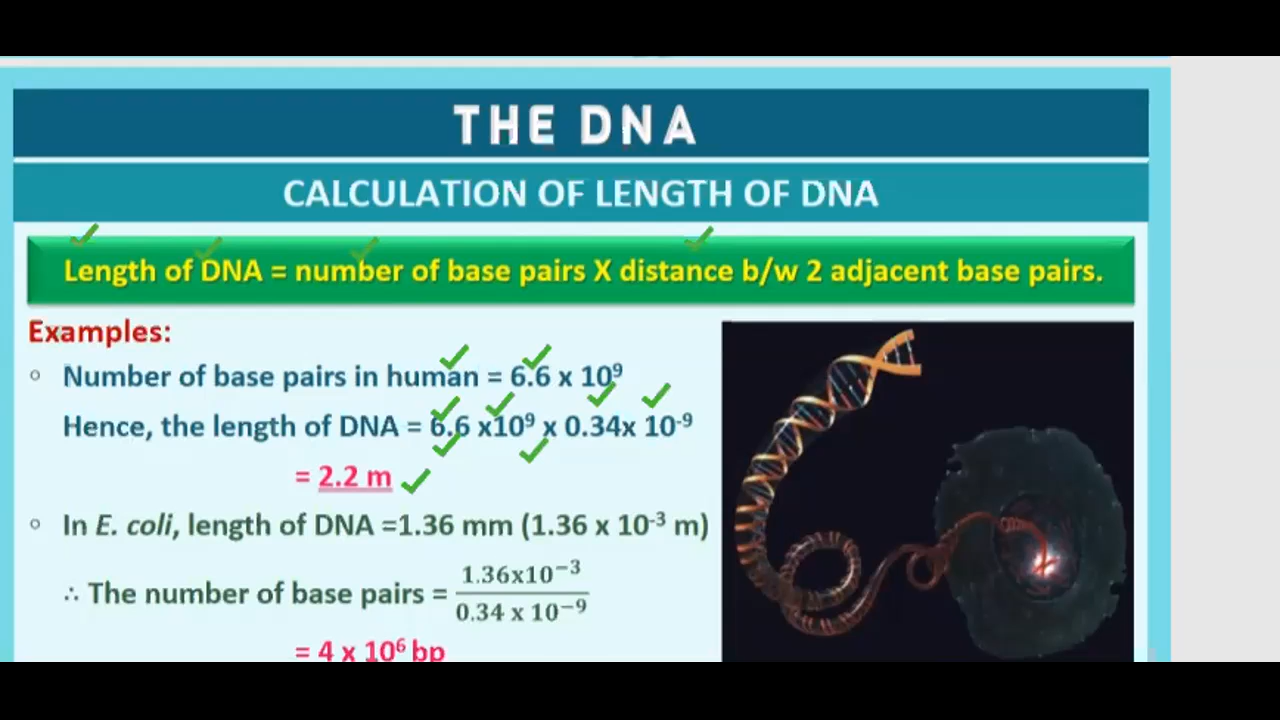 THE DNA
CALCULATION OF LENGTH OF DNA
Length of DNA = number of base pairs X distance b/w 2 adjacent base pairs.
Examples:
○ Number of base pairs in human = 6.6 x 10⁹
Hence, the length of DNA = 6.6 x10⁹ x 0.34x 10⁻⁹
= 2.2 m
○ In E. coli, length of DNA =1.36 mm (1.36 x 10⁻³ m)
∴ The number of base pairs = 1.36x10⁻³ / 0.34 x 10⁻⁹
= 4 x 10⁶ bp